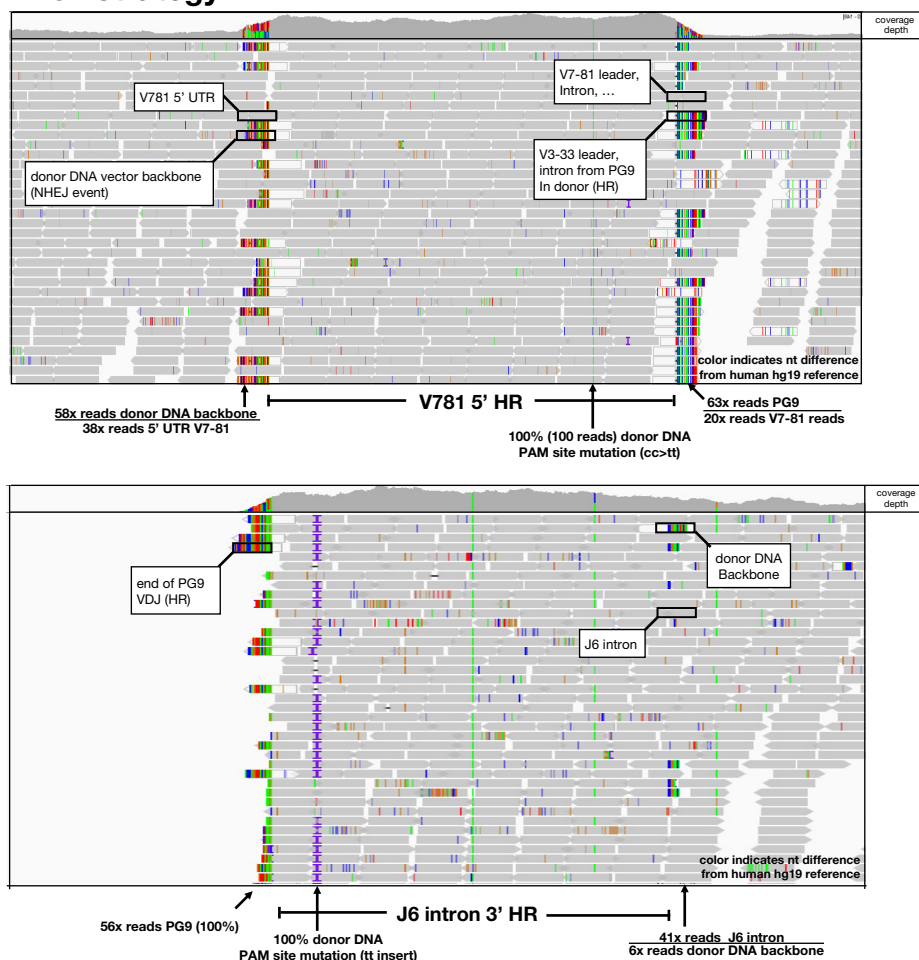 coverage
depth
V7-81 leader,
Intron, …
V781 5' UTR
V3-33 leader,
intron from PG9
In donor (HR)
donor DNA vector backbone
(NHEJ event)
color indicates nt difference
from human hg19 reference
58x reads donor DNA backbone
38x reads 5' UTR V7-81
V781 5' HR
63x reads PG9
20x reads V7-81 reads
100% (100 reads) donor DNA
PAM site mutation (cc>tt)
coverage
depth
donor DNA
Backbone
end of PG9
VDJ (HR)
J6 intron
color indicates nt difference
from human hg19 reference
56x reads PG9 (100%)
J6 intron 3' HR
100% donor DNA
PAM site mutation (tt insert)
41x reads J6 intron
6x reads donor DNA backbone